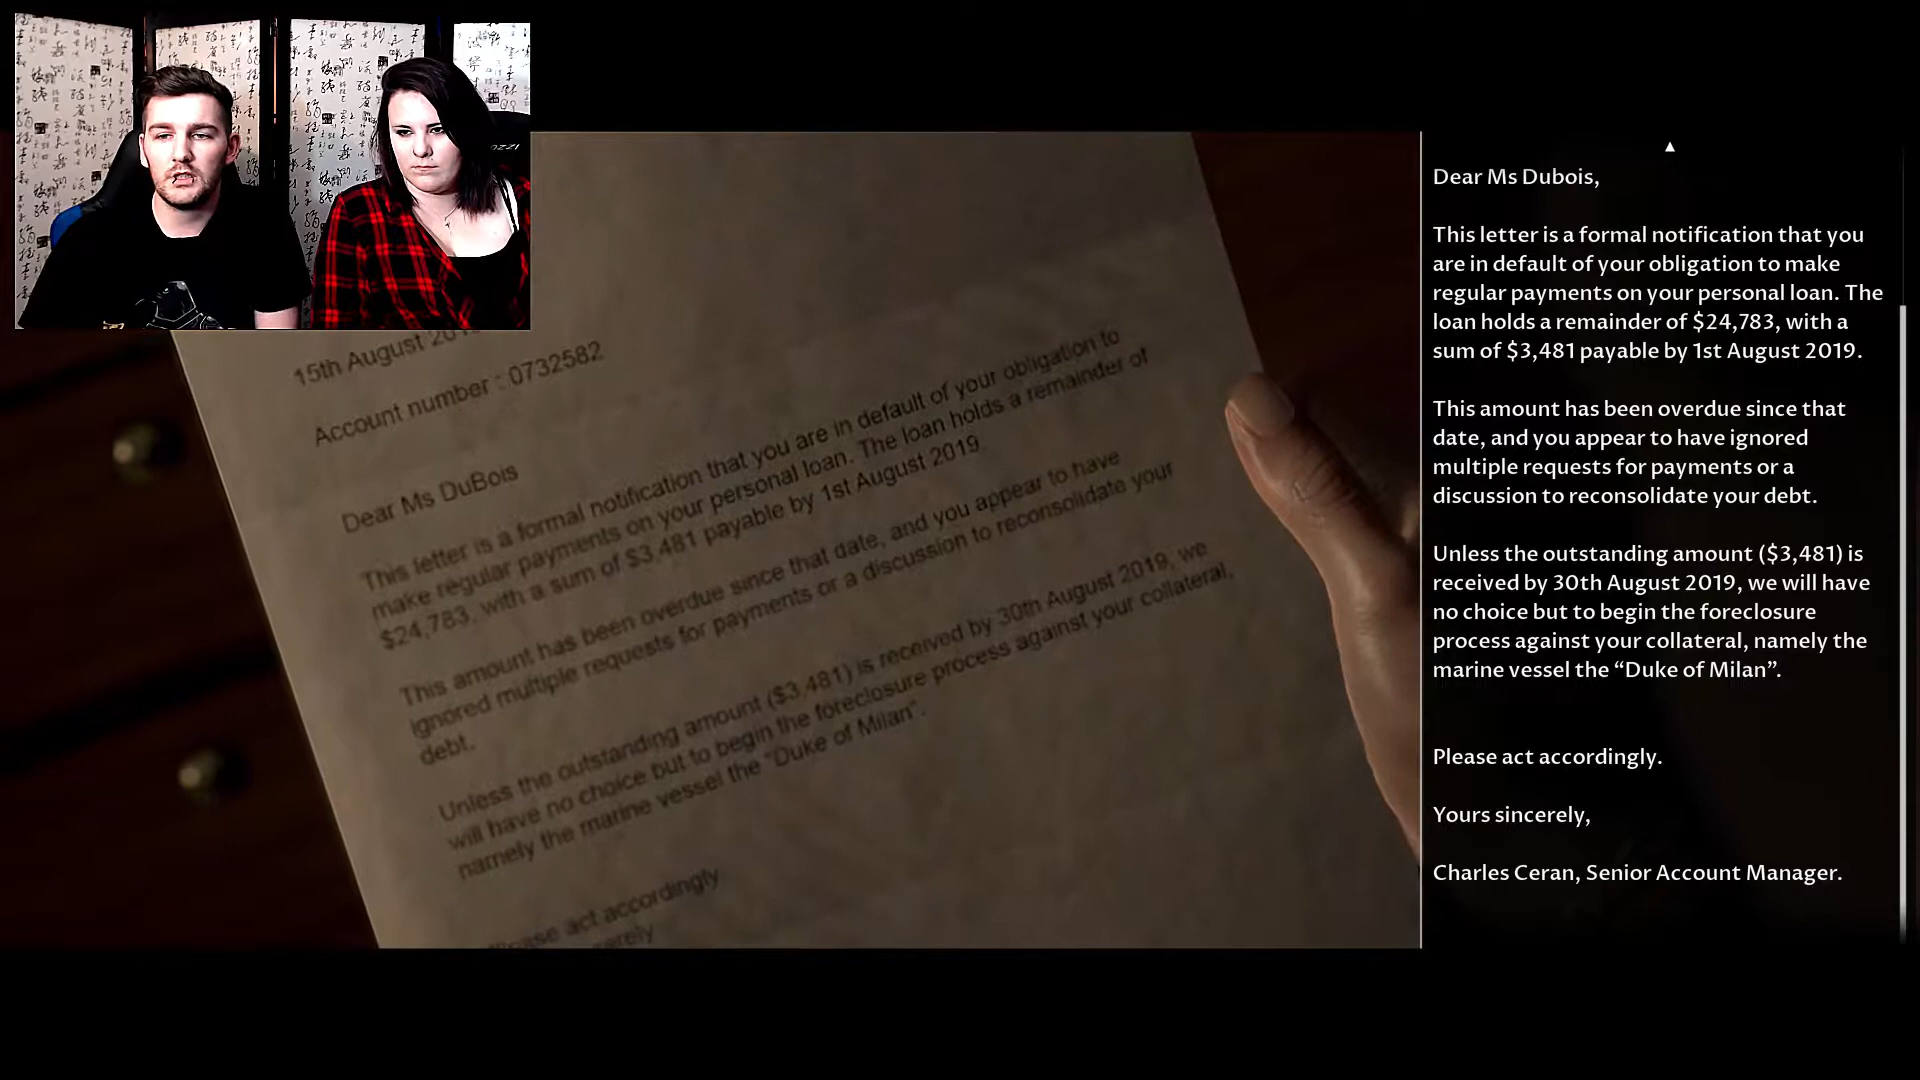 15th August
Account number : 0732582
Dear Ms DuBois
This letter is a formal notification that you are in default of your obligation to
make regular payments on your personal loan. The loan holds a remainder of
$24,783, with a sum of $3,481 payable by 1st August 2019.
This amount has been overdue since that date, and you appear to have
ignored multiple requests for payments or a discussion to reconsolidate your
debt.
Unless the outstanding amount ($3,481) is received by 30th August 2019, we
will have no choice but to begin the foreclosure process against your collateral,
namely the marine vessel the "Duke of Milan".
act accordingly
▲
Dear Ms Dubois,
This letter is a formal notification that you
are in default of your obligation to make
regular payments on your personal loan. The
loan holds a remainder of $24,783, with a
sum of $3,481 payable by 1st August 2019.
This amount has been overdue since that
date, and you appear to have ignored
multiple requests for payments or a
discussion to reconsolidate your debt.
Unless the outstanding amount ($3,481) is
received by 30th August 2019, we will have
no choice but to begin the foreclosure
process against your collateral, namely the
marine vessel the “Duke of Milan”.
Please act accordingly.
Yours sincerely,
Charles Ceran, Senior Account Manager.